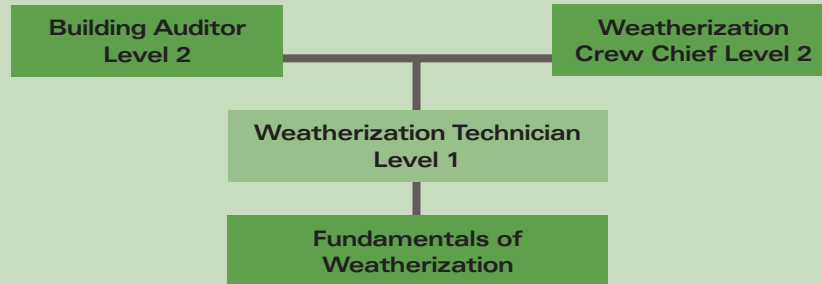 Building Auditor
Level 2
Weatherization
Crew Chief Level 2
Weatherization Technician
Level 1
Fundamentals of
Weatherization